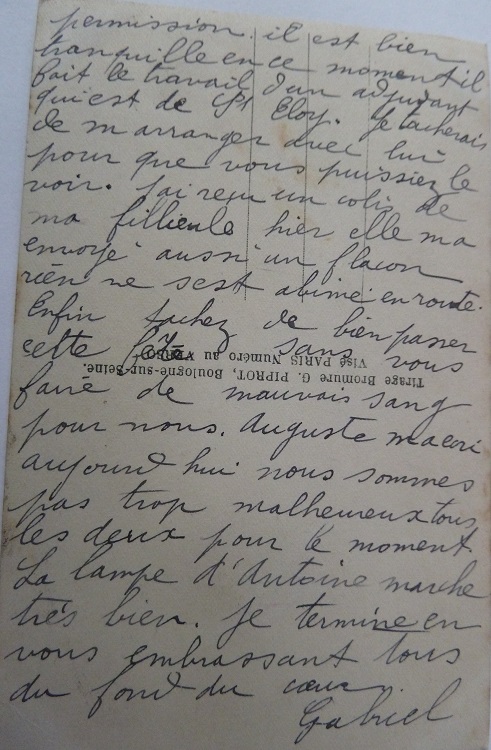 permission. il est bien
tranquille en ce moment il
fait le travail d'un adjudant
qui est de St Eloy. Je tacherais
de m arranger avec lui
pour que vous puissiez le
voir. J'ai reçu un colis de
ma fillieule hier elle ma
envoyé aussi un flacon
rien ne s est abimé en route.
Enfin tachez de bien passer
cette fête sans vous
Tirage Bromure G. PIPROT, Boulogne-sur-Seine.
Visé PARIS Numéro au VERSO
faire de mauvais sang
pour nous. Auguste ma ecri
aujourd hui nous sommes
pas trop malheureux tous
les deux pour le moment.
La lampe d'Antoine marche
très bien. Je termine en
vous embrassant tous
du fond du cœur
Gabriel